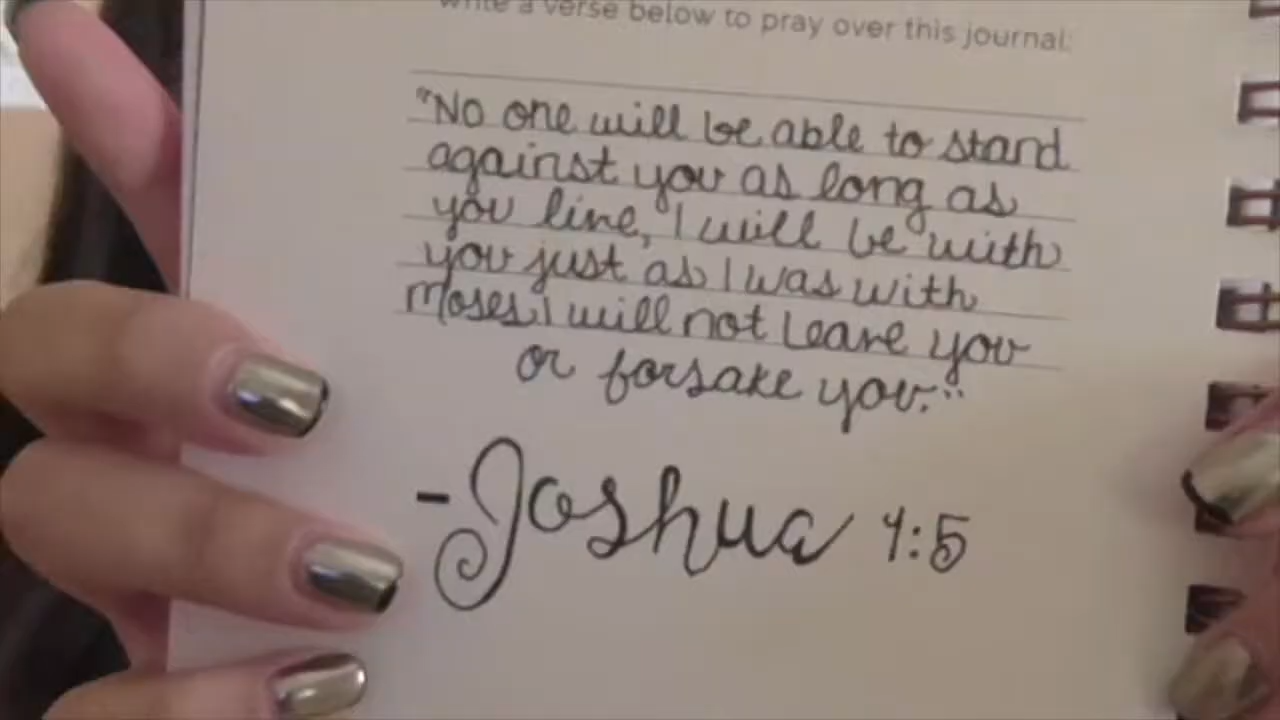 write a verse below to pray over this journal:
"No one will be able to stand
against you as long as
you live, I will be with
you just as I was with
Moses, I will not leave you
or forsake you."
-Joshua 1:5